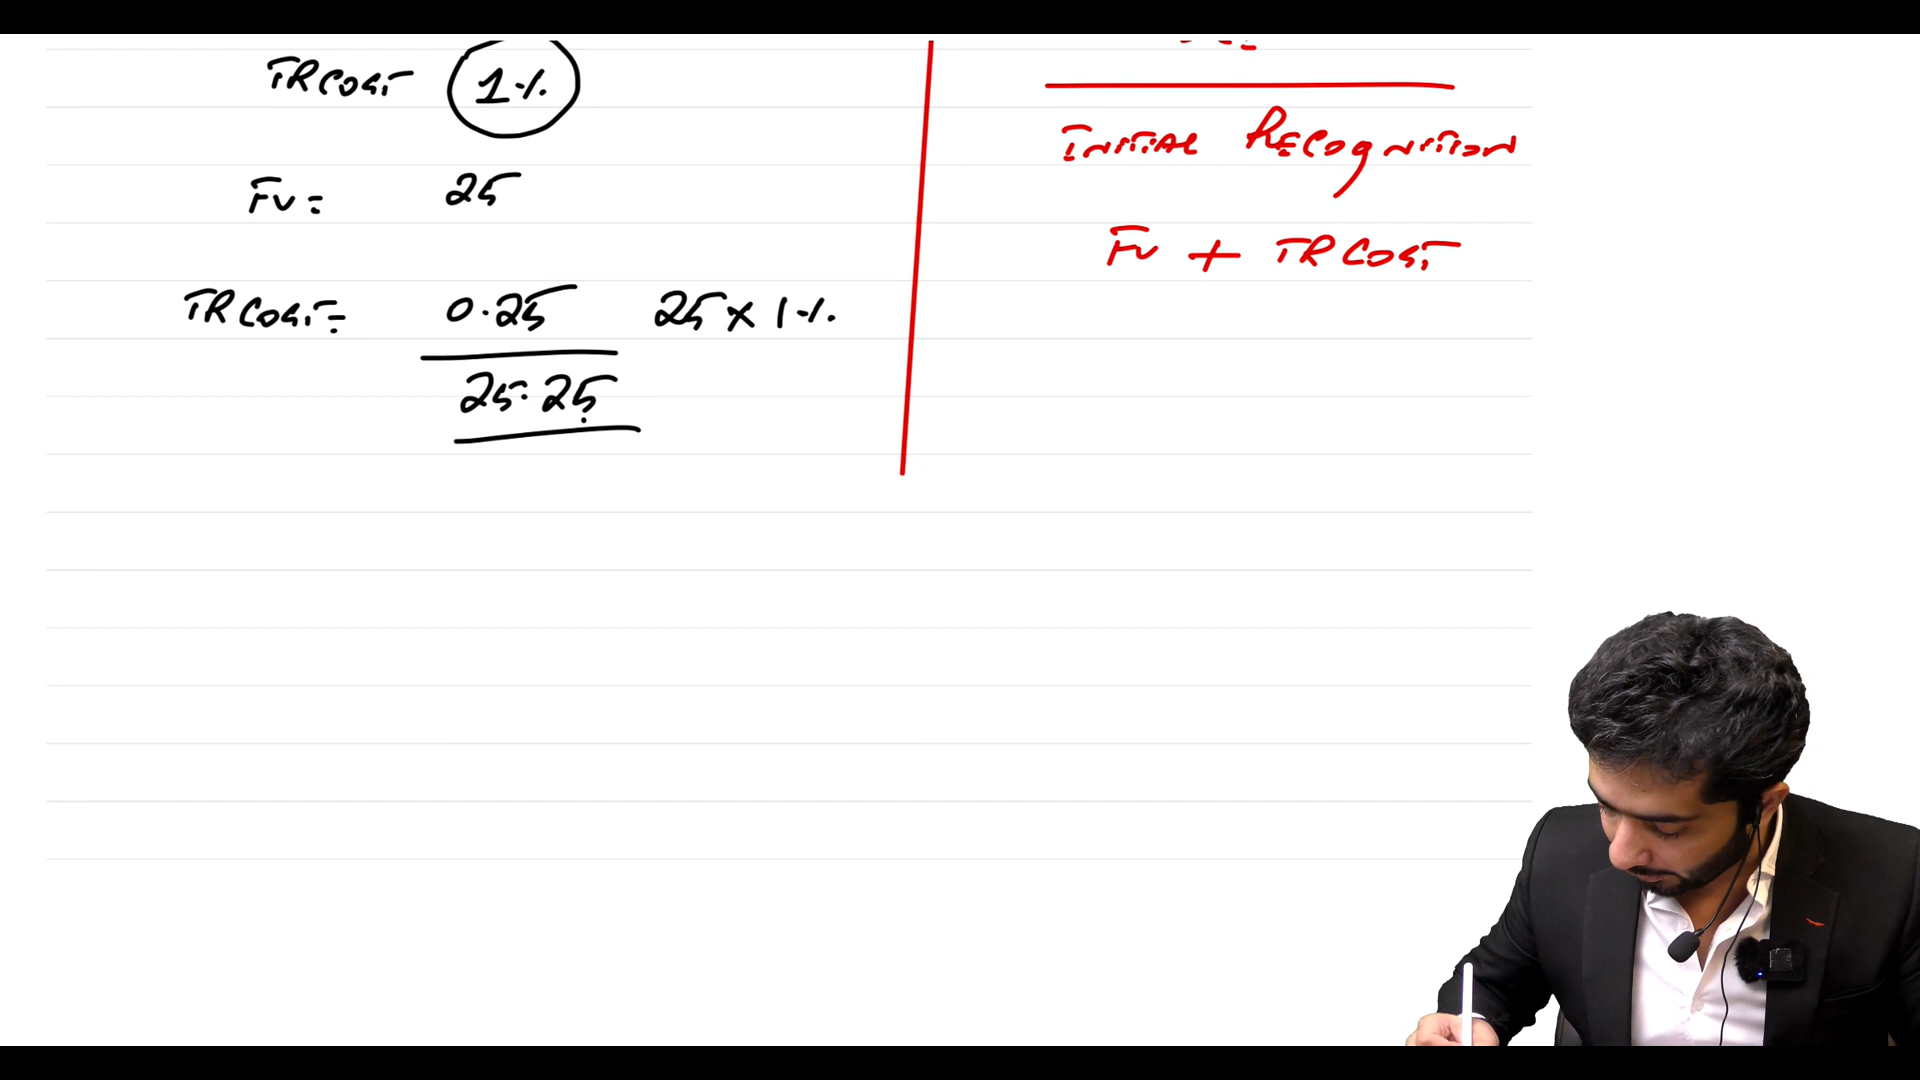 TR COST 1%
FV = 25
TR COST = 0.25 25 x 1%
25.25
INITIAL RECOGNITION
FV + TR COST